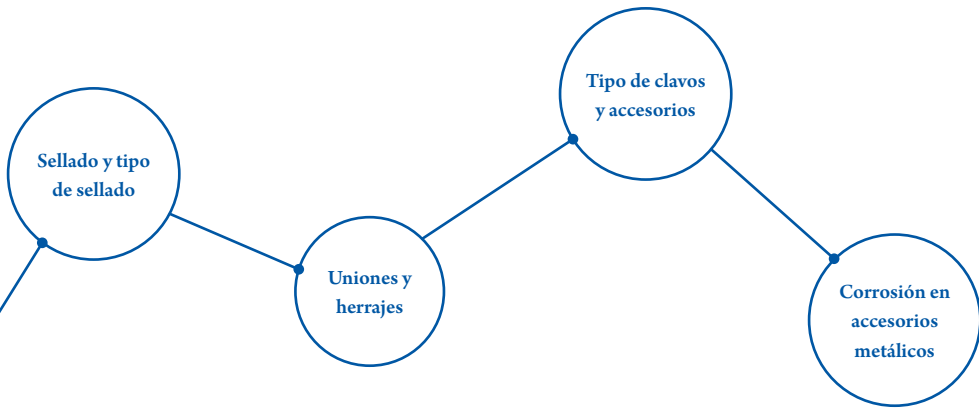 Sellado y tipo
de sellado
Uniones y
herrajes
Tipo de clavos
y accesorios
Corrosión en
accesorios
metálicos